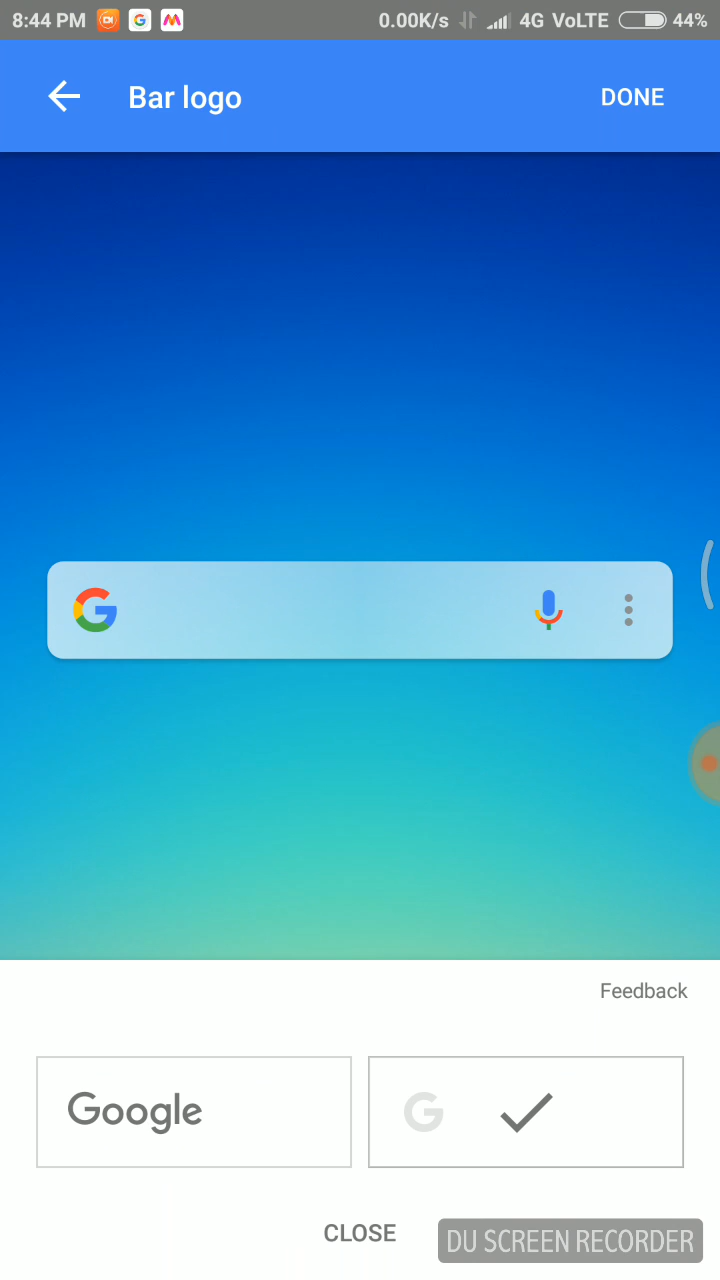 8:44 PM 0.00K/s 4G VoLTE 44%
Bar logo DONE
Feedback
Google G
CLOSE
DU SCREEN RECORDER